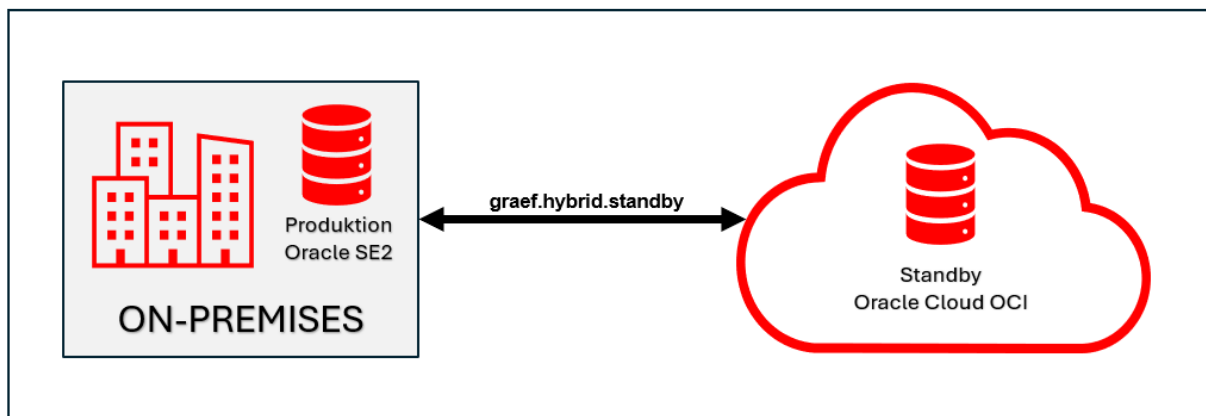 Produktion
Oracle SE2
ON-PREMISES
graef.hybrid.standby
Standby
Oracle Cloud OCI